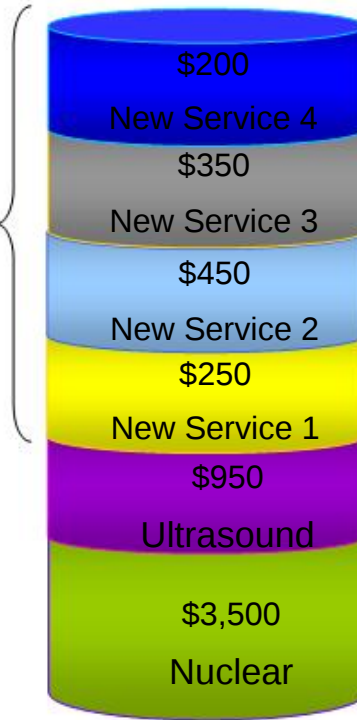 $200
New Service 4
$350
New Service 3
$450
New Service 2
$250
New Service 1
$950
Ultrasound
$3,500
Nuclear